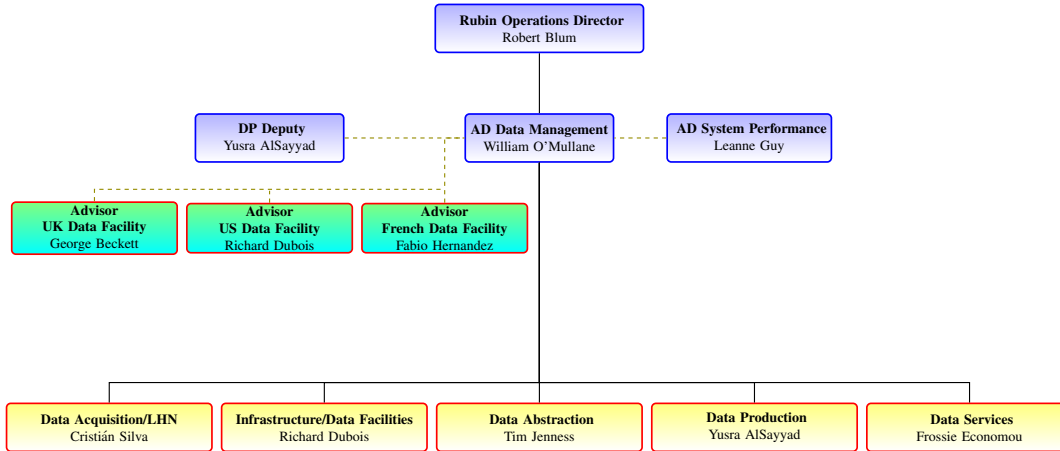 Rubin Operations Director
Robert Blum
DP Deputy
Yusra AlSayyad
AD Data Management
William O'Mullane
AD System Performance
Leanne Guy
Advisor
UK Data Facility
George Beckett
Advisor
US Data Facility
Richard Dubois
Advisor
French Data Facility
Fabio Hernandez
Data Acquisition/LHN
Cristián Silva
Infrastructure/Data Facilities
Richard Dubois
Data Abstraction
Tim Jenness
Data Production
Yusra AlSayyad
Data Services
Frossie Economou